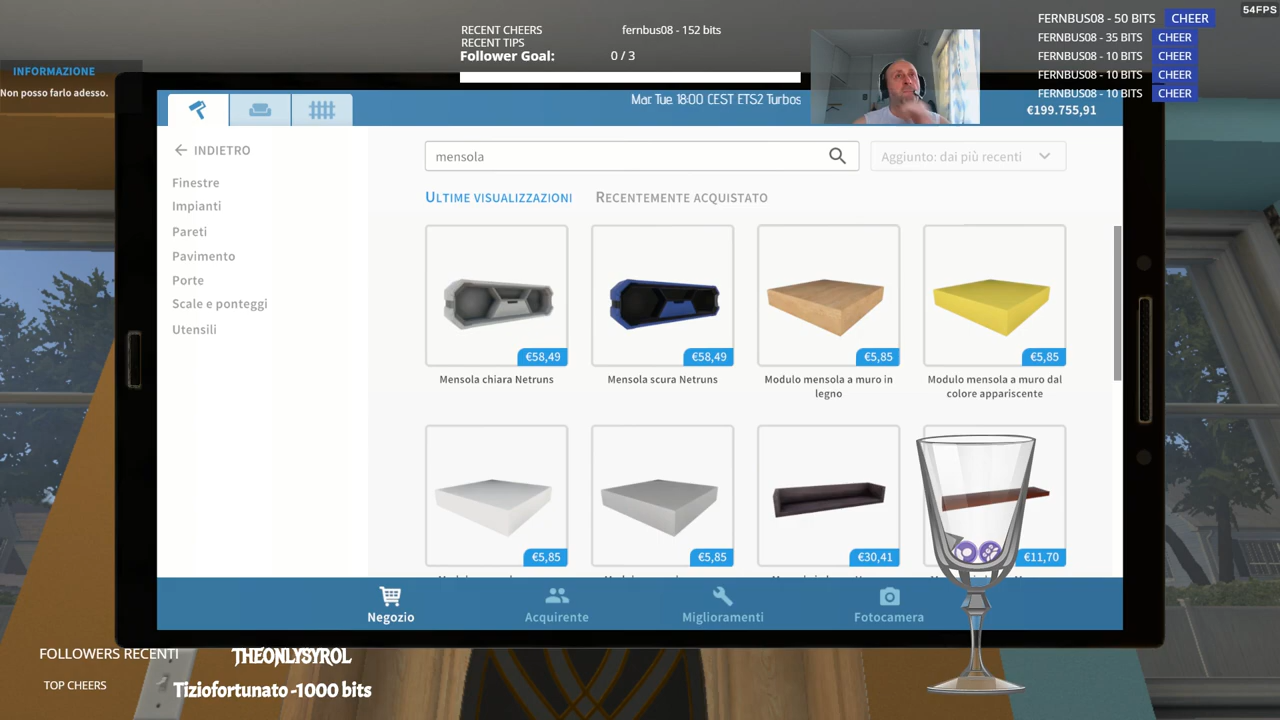 54FPS
RECENT CHEERS
fernbus08 - 152 bits
RECENT TIPS
Follower Goal:
0 / 3
FERNBUS08 - 50 BITS CHEER
FERNBUS08 - 35 BITS CHEER
FERNBUS08 - 10 BITS CHEER
FERNBUS08 - 10 BITS CHEER
FERNBUS08 - 10 BITS CHEER
INFORMAZIONE
Non posso farlo adesso.
Mar. Tue. 18:00 CEST ETS2 Turbos
€199.755,91
INDIETRO
Finestre
Impianti
Pareti
Pavimento
Porte
Scale e ponteggi
Utensili
mensola
Aggiunto: dai più recenti
ULTIME VISUALIZZAZIONI
RECENTEMENTE ACQUISTATO
€58,49
€58,49
€5,85
€5,85
Mensola chiara Netruns
Mensola scura Netruns
Modulo mensola a muro in
legno
Modulo mensola a muro dal
colore appariscente
€5,85
€5,85
€30,41
€11,70
Negozio
Acquirente
Miglioramenti
Fotocamera
FOLLOWERS RECENTI
THEONLYSYROL
TOP CHEERS
Tiziofortunato -1000 bits